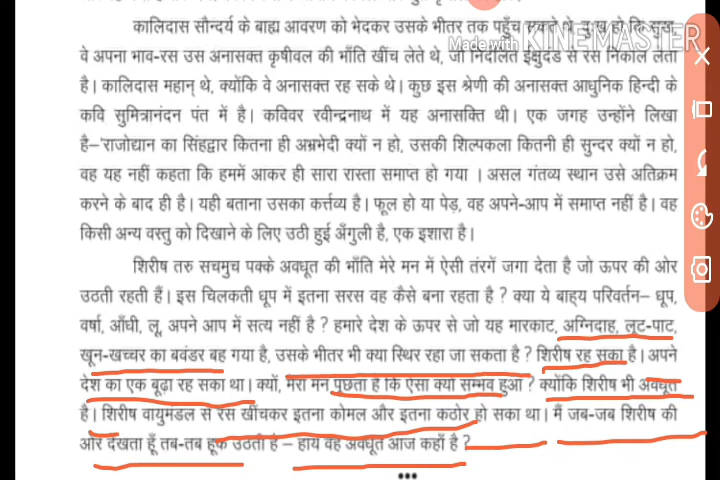 कालिदास सौन्दर्य के बाह्य आवरण को भेदकर उसके भीतर तक पहुँच सकते थे, दुःख हो कि सुख,
वे अपना भाव-रस उस अनासक्त कृषीवल की भाँति खींच लेते थे, जो निर्दलित इक्षुदंड से रस निकाल लेता
है। कालिदास महान् थे, क्योंकि वे अनासक्त रह सके थे। कुछ इस श्रेणी की अनासक्त आधुनिक हिन्दी के
कवि सुमित्रानंदन पंत में है। कविवर रवीन्द्रनाथ में यह अनासक्ति थी। एक जगह उन्होंने लिखा
है–'राजोद्यान का सिंहद्वार कितना ही अभ्रभेदी क्यों न हो, उसकी शिल्पकला कितनी ही सुन्दर क्यों न हो,
वह यह नहीं कहता कि हममें आकर ही सारा रास्ता समाप्त हो गया । असल गंतव्य स्थान उसे अतिक्रम
करने के बाद ही है। यही बताना उसका कर्त्तव्य है। फूल हो या पेड़, वह अपने-आप में समाप्त नहीं है। वह
किसी अन्य वस्तु को दिखाने के लिए उठी हुई अँगुली है, एक इशारा है।
शिरीष तरु सचमुच पक्के अवधूत की भाँति मेरे मन में ऐसी तरंगें जगा देता है जो ऊपर की ओर
उठती रहती हैं। इस चिलकती धूप में इतना सरस वह कैसे बना रहता है ? क्या ये बाह्य परिवर्तन– धूप,
वर्षा, आँधी, लू, अपने आप में सत्य नहीं है ? हमारे देश के ऊपर से जो यह मारकाट, अग्निदाह, लूट-पाट,
खून-खच्चर का बवंडर बह गया है, उसके भीतर भी क्या स्थिर रहा जा सकता है ? शिरीष रह सका है। अपने
देश का एक बूढ़ा रह सका था। क्यों, मेरा मन पूछता है कि ऐसा क्यों सम्भव हुआ ? क्योंकि शिरीष भी अवधूत
है। शिरीष वायुमंडल से रस खींचकर इतना कोमल और इतना कठोर हो सका था। मैं जब-जब शिरीष की
ओर देखता हूँ तब-तब हूक उठती है– हाय वह अवधूत आज कहाँ है ?
•••
Made with KINEMASTER